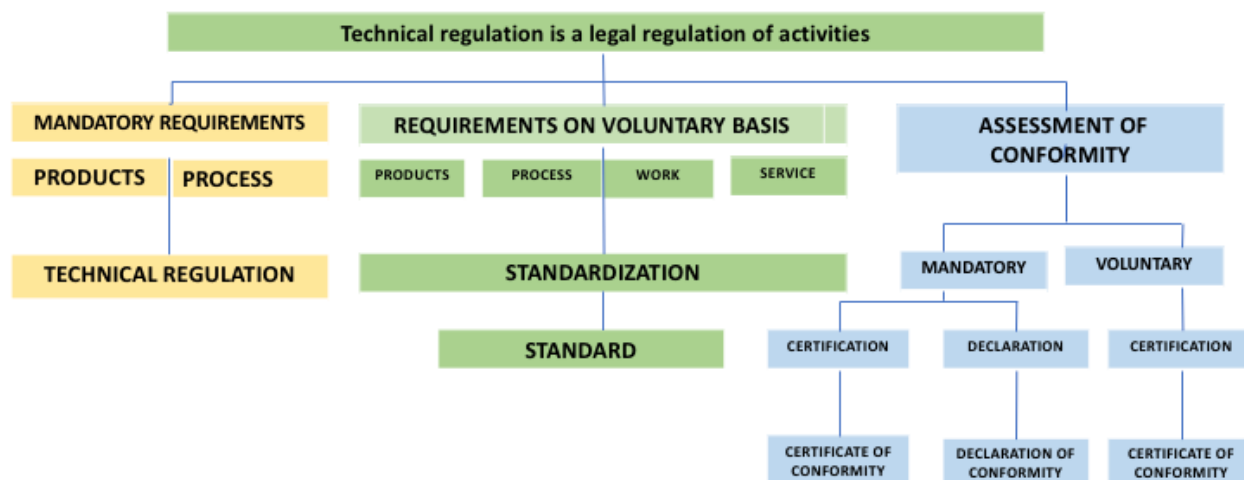 Technical regulation is a legal regulation of activities
MANDATORY REQUIREMENTS
PRODUCTS
PROCESS
TECHNICAL REGULATION
REQUIREMENTS ON VOLUNTARY BASIS
PRODUCTS
PROCESS
WORK
SERVICE
STANDARDIZATION
STANDARD
ASSESSMENT OF
CONFORMITY
MANDATORY
VOLUNTARY
CERTIFICATION
DECLARATION
CERTIFICATION
CERTIFICATE OF
CONFORMITY
DECLARATION OF
CONFORMITY
CERTIFICATE OF
CONFORMITY